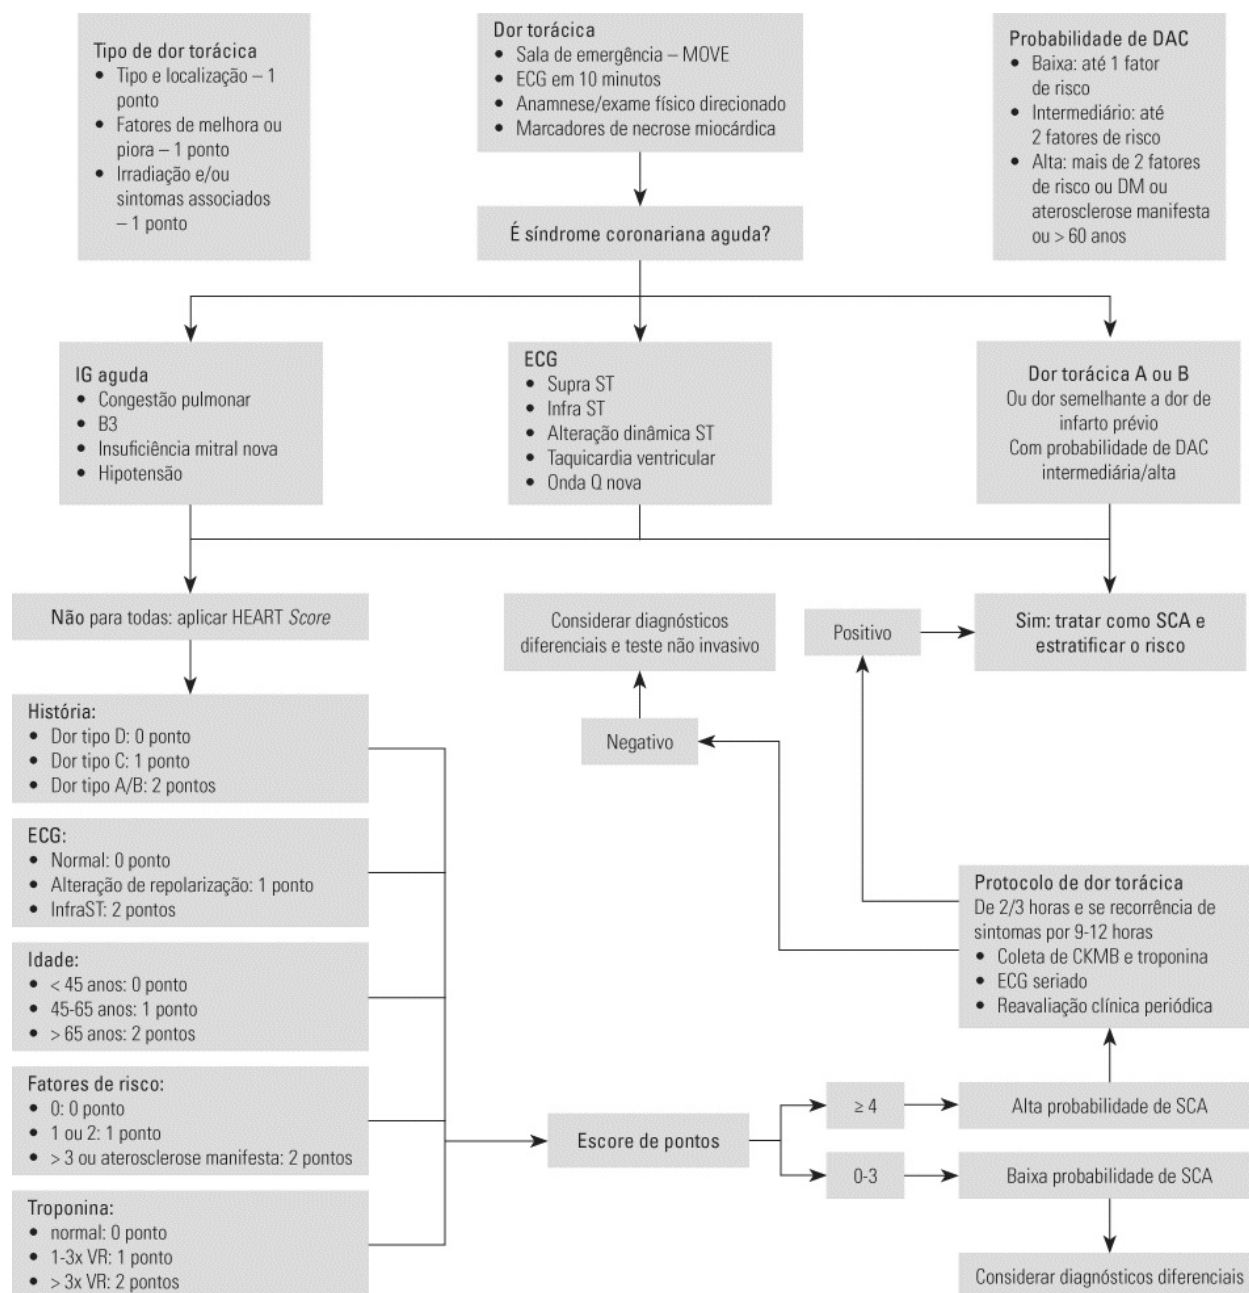 Tipo de dor torácica
• Tipo e localização – 1
ponto
• Fatores de melhora ou
piora – 1 ponto
• Irradiação e/ou
sintomas associados
– 1 ponto
Dor torácica
• Sala de emergência – MOVE
• ECG em 10 minutos
• Anamnese/exame físico direcionado
• Marcadores de necrose miocárdica
Probabilidade de DAC
• Baixa: até 1 fator
de risco
• Intermediário: até
2 fatores de risco
• Alta: mais de 2 fatores
de risco ou DM ou
aterosclerose manifesta
ou > 60 anos
É síndrome coronariana aguda?
IG aguda
• Congestão pulmonar
• B3
• Insuficiência mitral nova
• Hipotensão
ECG
• Supra ST
• Infra ST
• Alteração dinâmica ST
• Taquicardia ventricular
• Onda Q nova
Dor torácica A ou B
Ou dor semelhante a dor de
infarto prévio
Com probabilidade de DAC
intermediária/alta
Não para todas: aplicar HEART Score
Considerar diagnósticos
diferenciais e teste não invasivo
Positivo
Sim: tratar como SCA e
estratificar o risco
Negativo
História:
• Dor tipo D: 0 ponto
• Dor tipo C: 1 ponto
• Dor tipo A/B: 2 pontos
ECG:
• Normal: 0 ponto
• Alteração de repolarização: 1 ponto
• InfraST: 2 pontos
Idade:
• < 45 anos: 0 ponto
• 45-65 anos: 1 ponto
• > 65 anos: 2 pontos
Fatores de risco:
• 0: 0 ponto
• 1 ou 2: 1 ponto
• > 3 ou aterosclerose manifesta: 2 pontos
Troponina:
• normal: 0 ponto
• 1-3x VR: 1 ponto
• > 3x VR: 2 pontos
Protocolo de dor torácica
De 2/3 horas e se recorrência de
sintomas por 9-12 horas
• Coleta de CKMB e troponina
• ECG seriado
• Reavaliação clínica periódica
Escore de pontos
≥ 4
Alta probabilidade de SCA
0-3
Baixa probabilidade de SCA
Considerar diagnósticos diferenciais